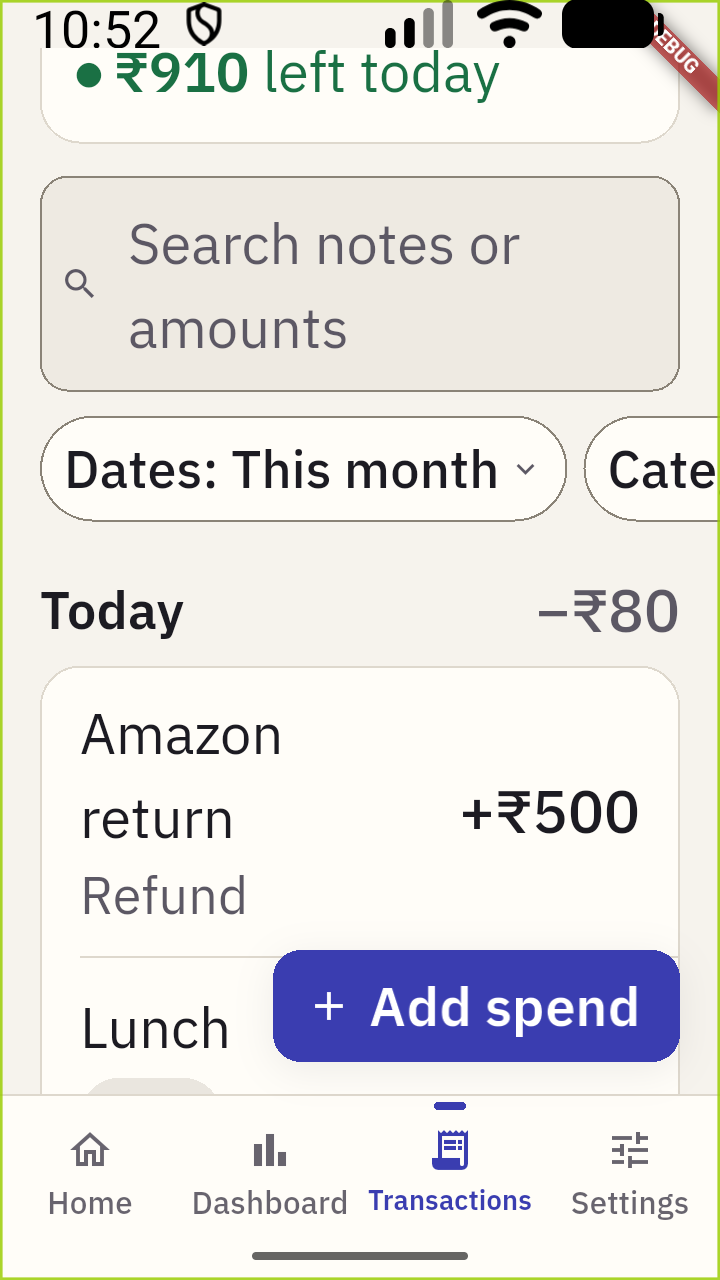 10:52
DEBUG
₹910 left today
Search notes or
amounts
Dates: This month
Cate
Today −₹80
Amazon
return
+₹500
Refund
Lunch
+ Add spend
Home Dashboard Transactions Settings